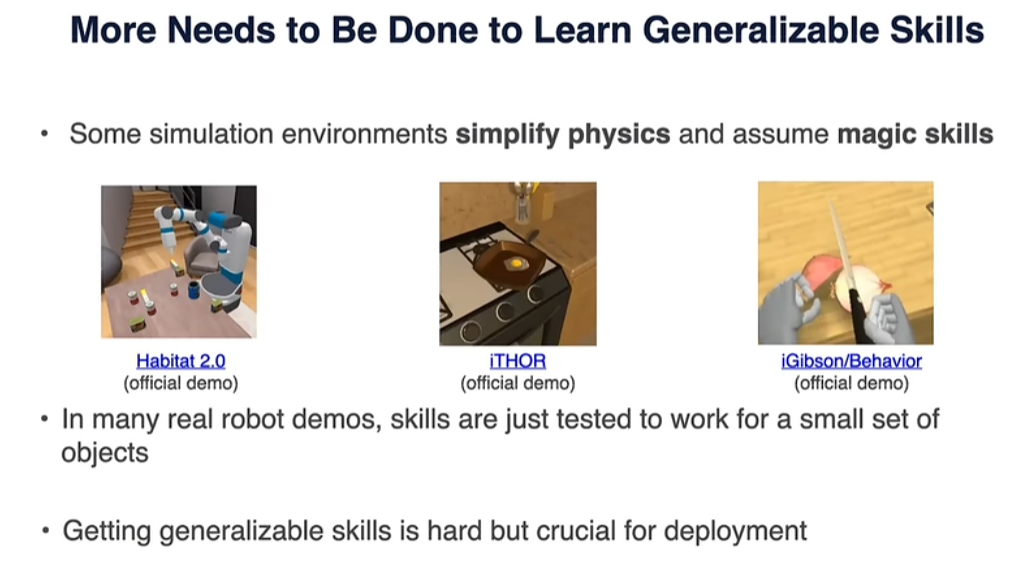 More Needs to Be Done to Learn Generalizable Skills
• Some simulation environments simplify physics and assume magic skills
Habitat 2.0
(official demo)
iTHOR
(official demo)
iGibson/Behavior
(official demo)
• In many real robot demos, skills are just tested to work for a small set of
objects
• Getting generalizable skills is hard but crucial for deployment